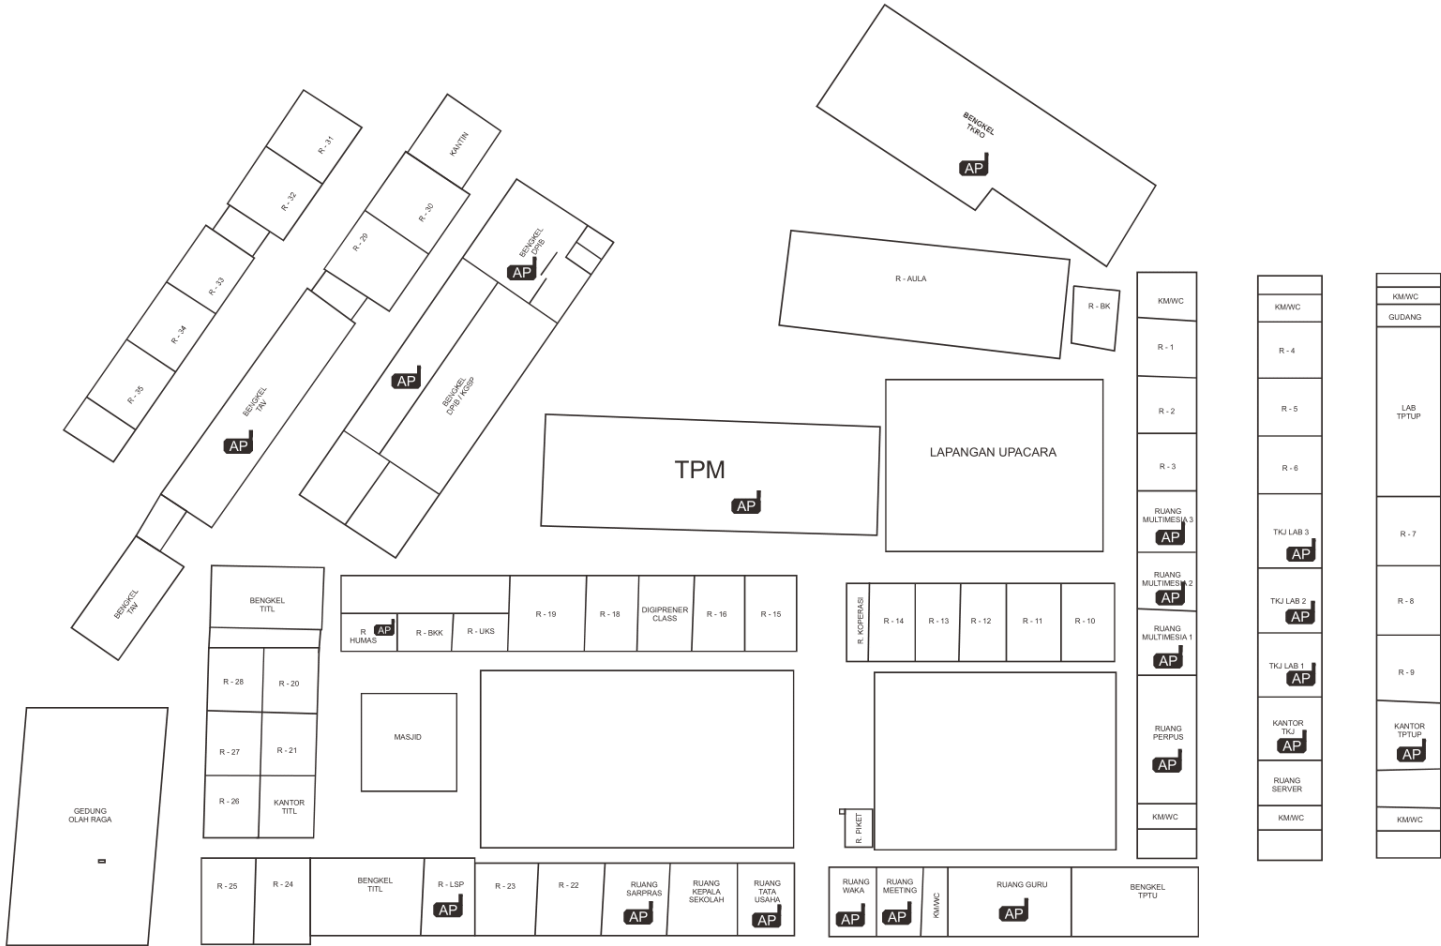 R - 31
R - 32
R - 33
R - 34
R - 35
KANTIN
R - 30
R - 29
BENGKEL
TAV
AP
BENGKEL
TAV
BENGKEL
DPIB
AP
AP
BENGKEL
DPIB / KGSP
BENGKEL
TKRO
AP
R - AULA
R - BK
TPM
AP
LAPANGAN UPACARA
KM/WC
R - 1
R - 2
R - 3
RUANG
MULTIMESIA 3
AP
RUANG
MULTIMESIA 2
AP
RUANG
MULTIMESIA 1
AP
RUANG
PERPUS
AP
KM/WC
KM/WC
R - 4
R - 5
R - 6
TKJ LAB 3
AP
TKJ LAB 2
AP
TKJ LAB 1
AP
KANTOR
TKJ
AP
RUANG
SERVER
KM/WC
KM/WC
GUDANG
LAB
TPTUP
R - 7
R - 8
R - 9
KANTOR
TPTUP
AP
KM/WC
BENGKEL
TITL
R - 28
R - 20
R - 27
R - 21
R - 26
KANTOR
TITL
R
HUMAS
AP
R - BKK
R - UKS
R - 19
R - 18
DIGIPRENER
CLASS
R - 16
R - 15
R. KOPERASI
R - 14
R - 13
R - 12
R - 11
R - 10
MASJID
GEDUNG
OLAH RAGA
R. PIKET
R - 25
R - 24
BENGKEL
TITL
R - LSP
AP
R - 23
R - 22
RUANG
SARPRAS
AP
RUANG
KEPALA
SEKOLAH
RUANG
TATA
USAHA
AP
RUANG
WAKA
AP
RUANG
MEETING
AP
KM/WC
RUANG GURU
AP
BENGKEL
TPTU